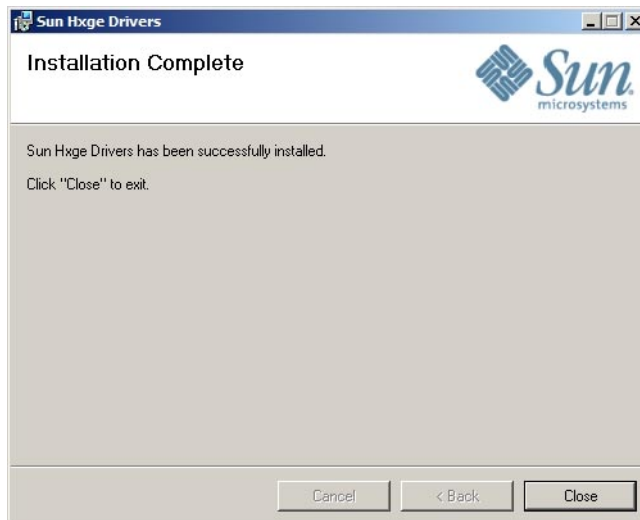 Sun Hxge Drivers
Installation Complete
Sun
microsystems
Sun Hxge Drivers has been successfully installed.
Click "Close" to exit.
Cancel
< Back
Close